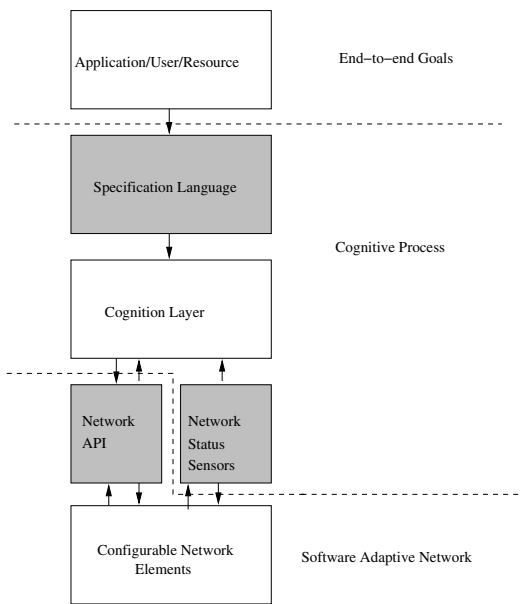 Application/User/Resource
End−to−end Goals
Specification Language
Cognitive Process
Cognition Layer
Network
API
Network
Status
Sensors
Configurable Network
Elements
Software Adaptive Network